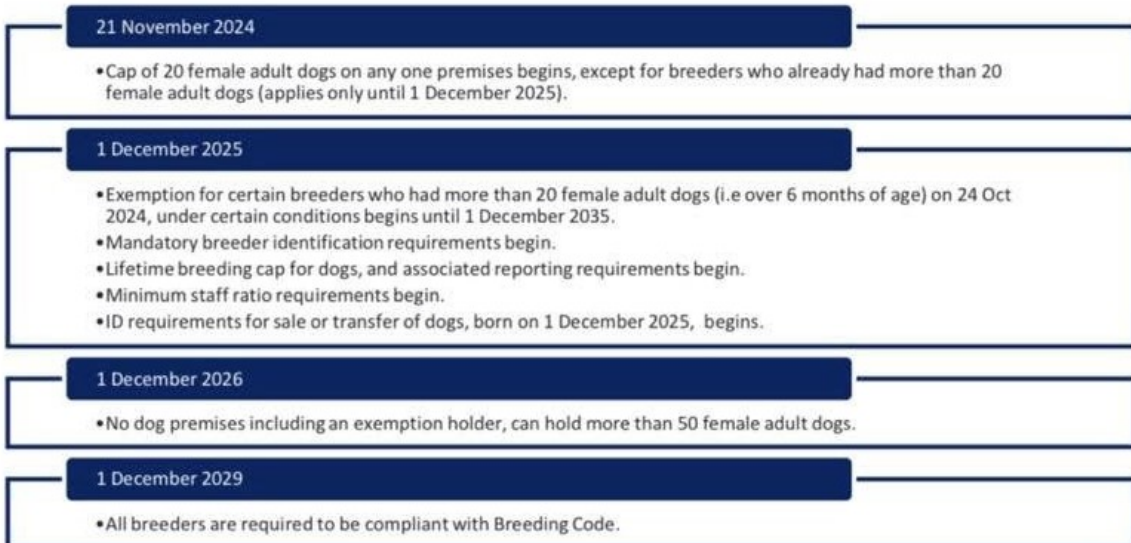 21 November 2024
•Cap of 20 female adult dogs on any one premises begins, except for breeders who already had more than 20
female adult dogs (applies only until 1 December 2025).
1 December 2025
•Exemption for certain breeders who had more than 20 female adult dogs (i.e over 6 months of age) on 24 Oct
2024, under certain conditions begins until 1 December 2035.
•Mandatory breeder identification requirements begin.
•Lifetime breeding cap for dogs, and associated reporting requirements begin.
•Minimum staff ratio requirements begin.
•ID requirements for sale or transfer of dogs, born on 1 December 2025, begins.
1 December 2026
•No dog premises including an exemption holder, can hold more than 50 female adult dogs.
1 December 2029
•All breeders are required to be compliant with Breeding Code.